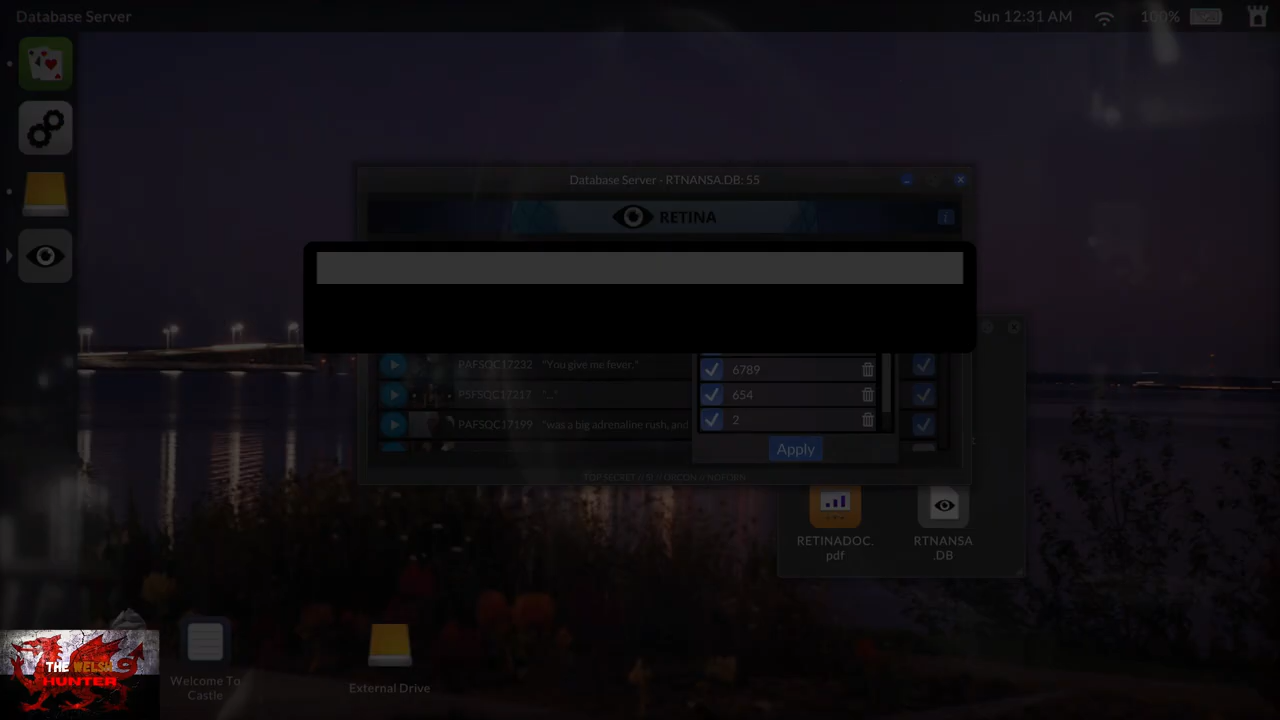 Database Server
Sun 12:31 AM
100%
Database Server - RTNANSA.DB: 55
RETINA
PAFSQC17232 "You give me fever,"
6789
PSFSQC17217 "..."
654
PAFSQC17199 "was a big adrenaline rush, and
2
Apply
TOP SECRET // SI // ORCON // NOFORN
RETINADOC.
pdf
RTNANSA
.DB
Welcome To
Castle
External Drive
THE WELSH
HUNTER